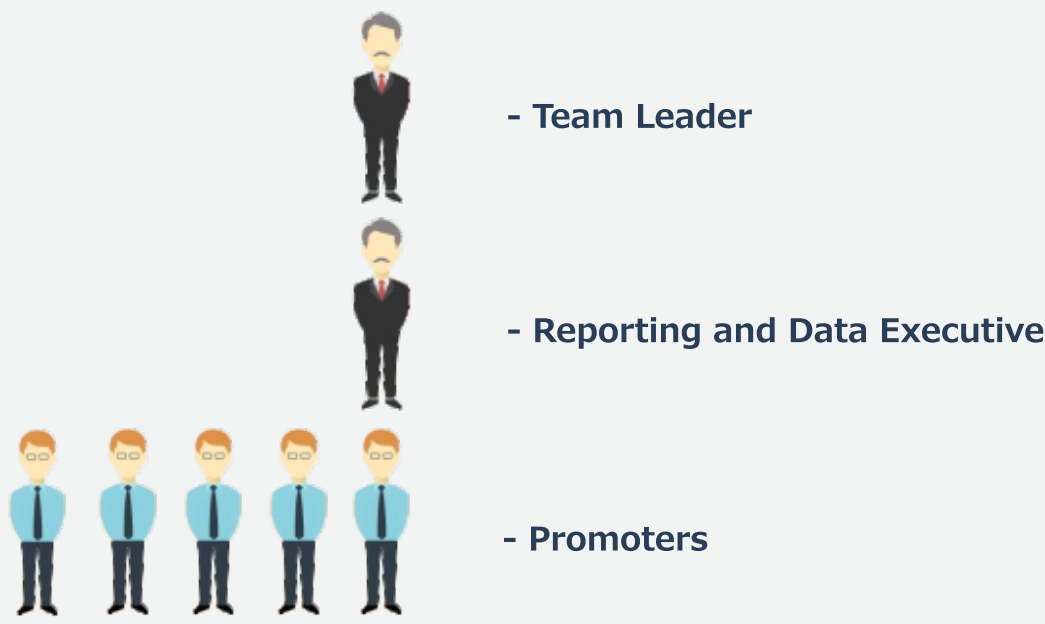 - Team Leader
- Reporting and Data Executive
- Promoters